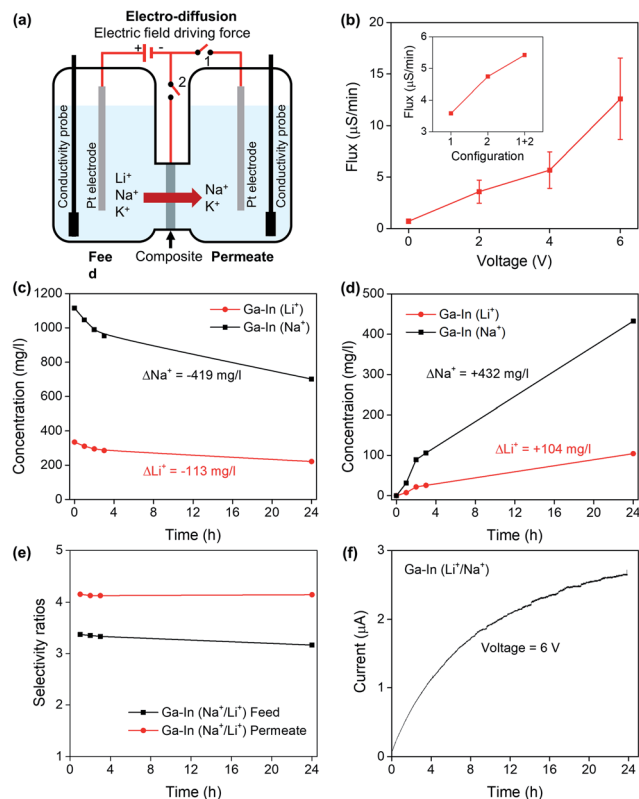 (a)
Electro-diffusion
Electric field driving force
+ -
1
2
Conductivity probe
Pt electrode
Li⁺
Na⁺
K⁺
Na⁺
K⁺
Pt electrode
Conductivity probe
Fee
d
Composite
Permeate
(b)
Flux (µS/min)
20
15
10
5
0
0 2 4 6
Voltage (V)
Flux (µS/min)
6
5
4
3
1 2 1+2
Configuration
(c)
Concentration (mg/l)
1200
1000
800
600
400
200
0
Ga-In (Li⁺)
Ga-In (Na⁺)
ΔNa⁺ = -419 mg/l
ΔLi⁺ = -113 mg/l
0 4 8 12 16 20 24
Time (h)
(d)
Concentraion (mg/l)
500
400
300
200
100
0
Ga-In (Li⁺)
Ga-In (Na⁺)
ΔNa⁺ = +432 mg/l
ΔLi⁺ = +104 mg/l
0 4 8 12 16 20 24
Time (h)
(e)
Selectivity ratios
5
4
3
2
1
Ga-In (Na⁺/Li⁺) Feed
Ga-In (Na⁺/Li⁺) Permeate
0 4 8 12 16 20 24
Time (h)
(f)
Current (µA)
3
2
1
0
Ga-In (Li⁺/Na⁺)
Voltage = 6 V
0 4 8 12 16 20 24
Time (h)